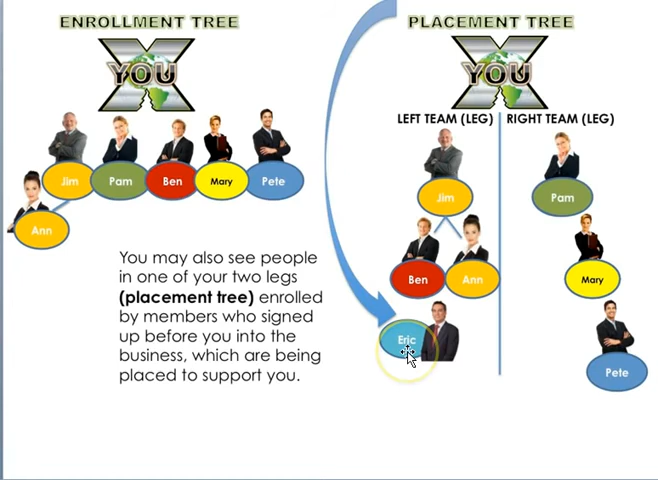 ENROLLMENT TREE
YOU
Jim
Pam
Ben
Mary
Pete
Ann
You may also see people
in one of your two legs
(placement tree) enrolled
by members who signed
up before you into the
business, which are being
placed to support you.
PLACEMENT TREE
YOU
LEFT TEAM (LEG)
RIGHT TEAM (LEG)
Jim
Pam
Ben
Ann
Mary
Eric
Pete